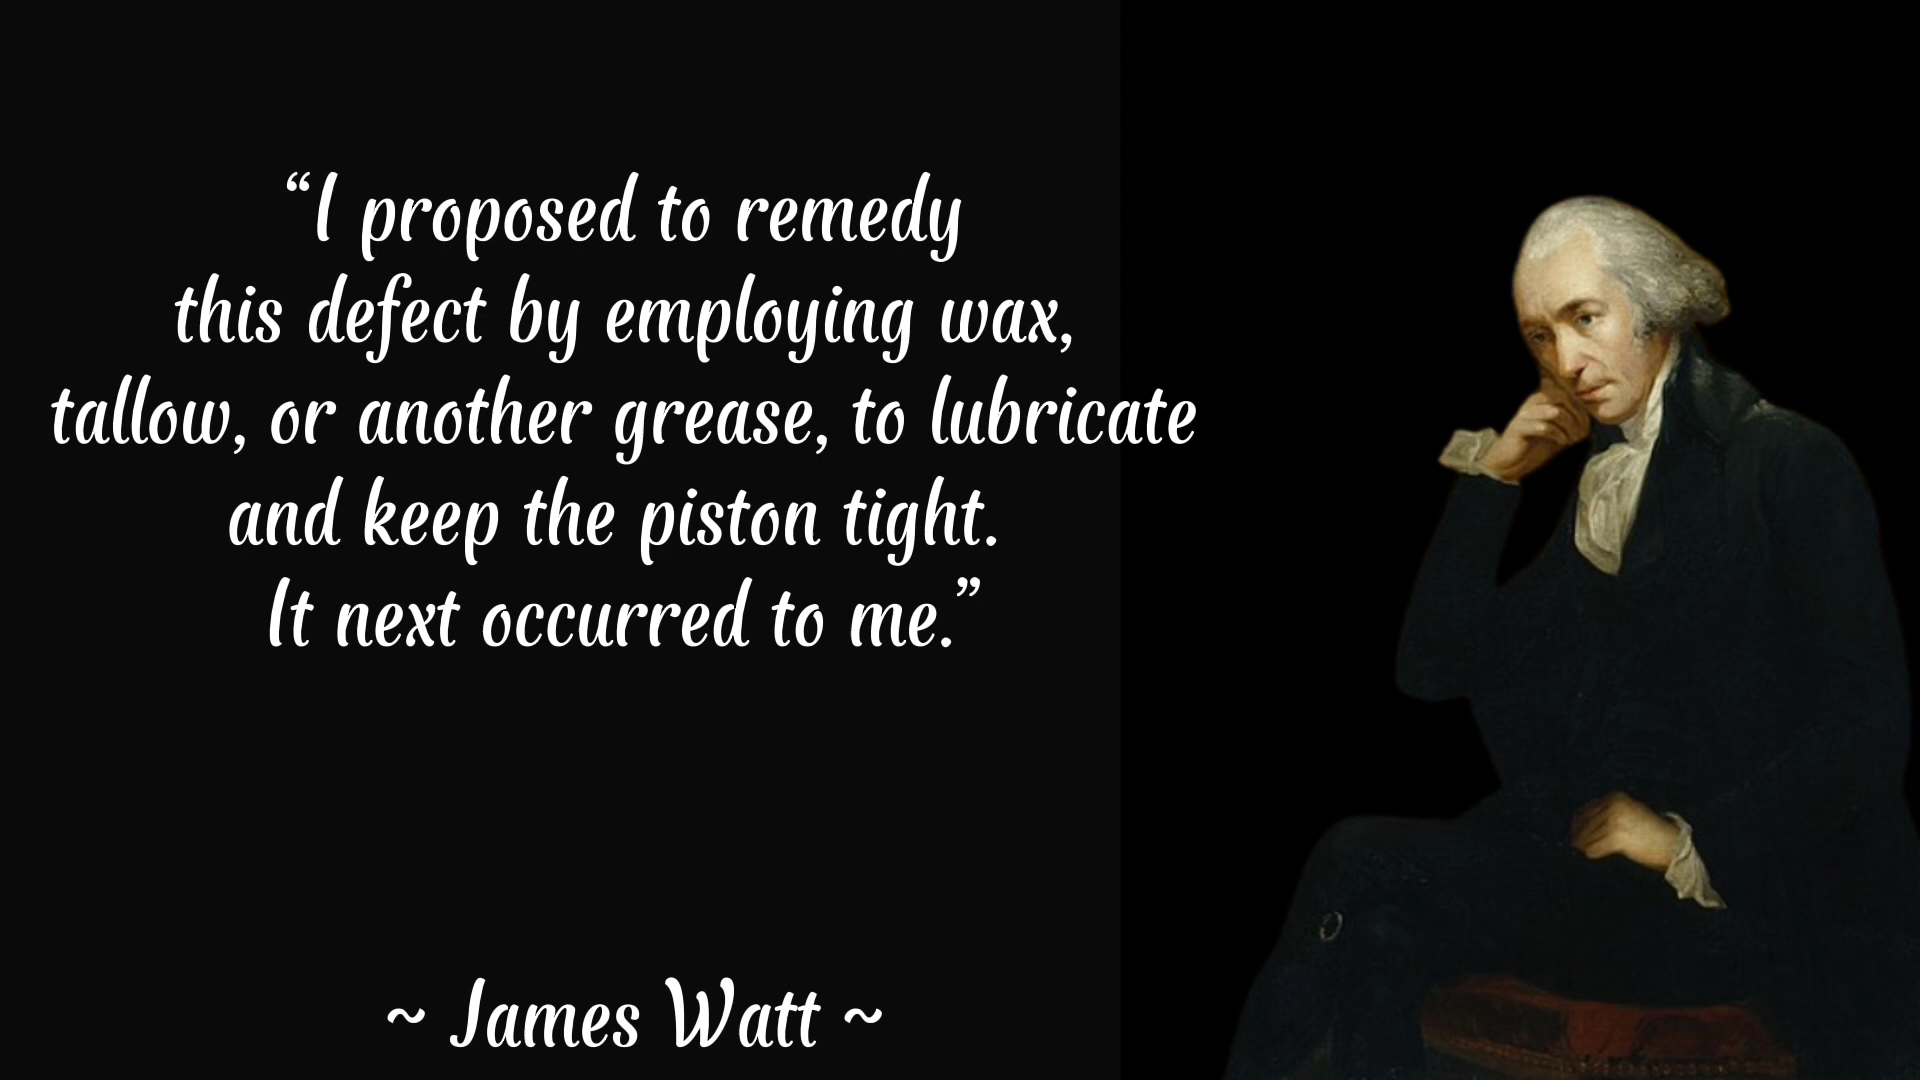 “I proposed to remedy
this defect by employing wax,
tallow, or another grease, to lubricate
and keep the piston tight.
It next occurred to me.”
~ James Watt ~